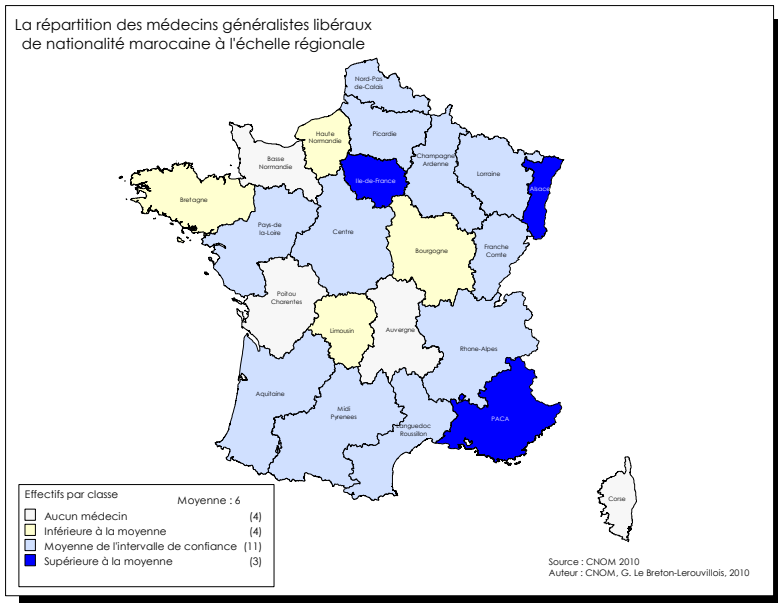 La répartition des médecins généralistes libéraux
de nationalité marocaine à l'échelle régionale
Nord-Pas
de-Calais
Haute
Normandie
Picardie
Basse
Normandie
Ile-de-France
Champagne
Ardenne
Lorraine
Alsace
Bretagne
Pays-de
la-Loire
Centre
Bourgogne
Franche
Comte
Poitou
Charentes
Limousin
Auvergne
Rhone-Alpes
Aquitaine
Midi
Pyrenees
Languedoc
Roussillon
PACA
Corse
Effectifs par classe
Moyenne : 6
Aucun médecin (4)
Inférieure à la moyenne (4)
Moyenne de l'intervalle de confiance (11)
Supérieure à la moyenne (3)
Source : CNOM 2010
Auteur : CNOM, G. Le Breton-Lerouvillois, 2010